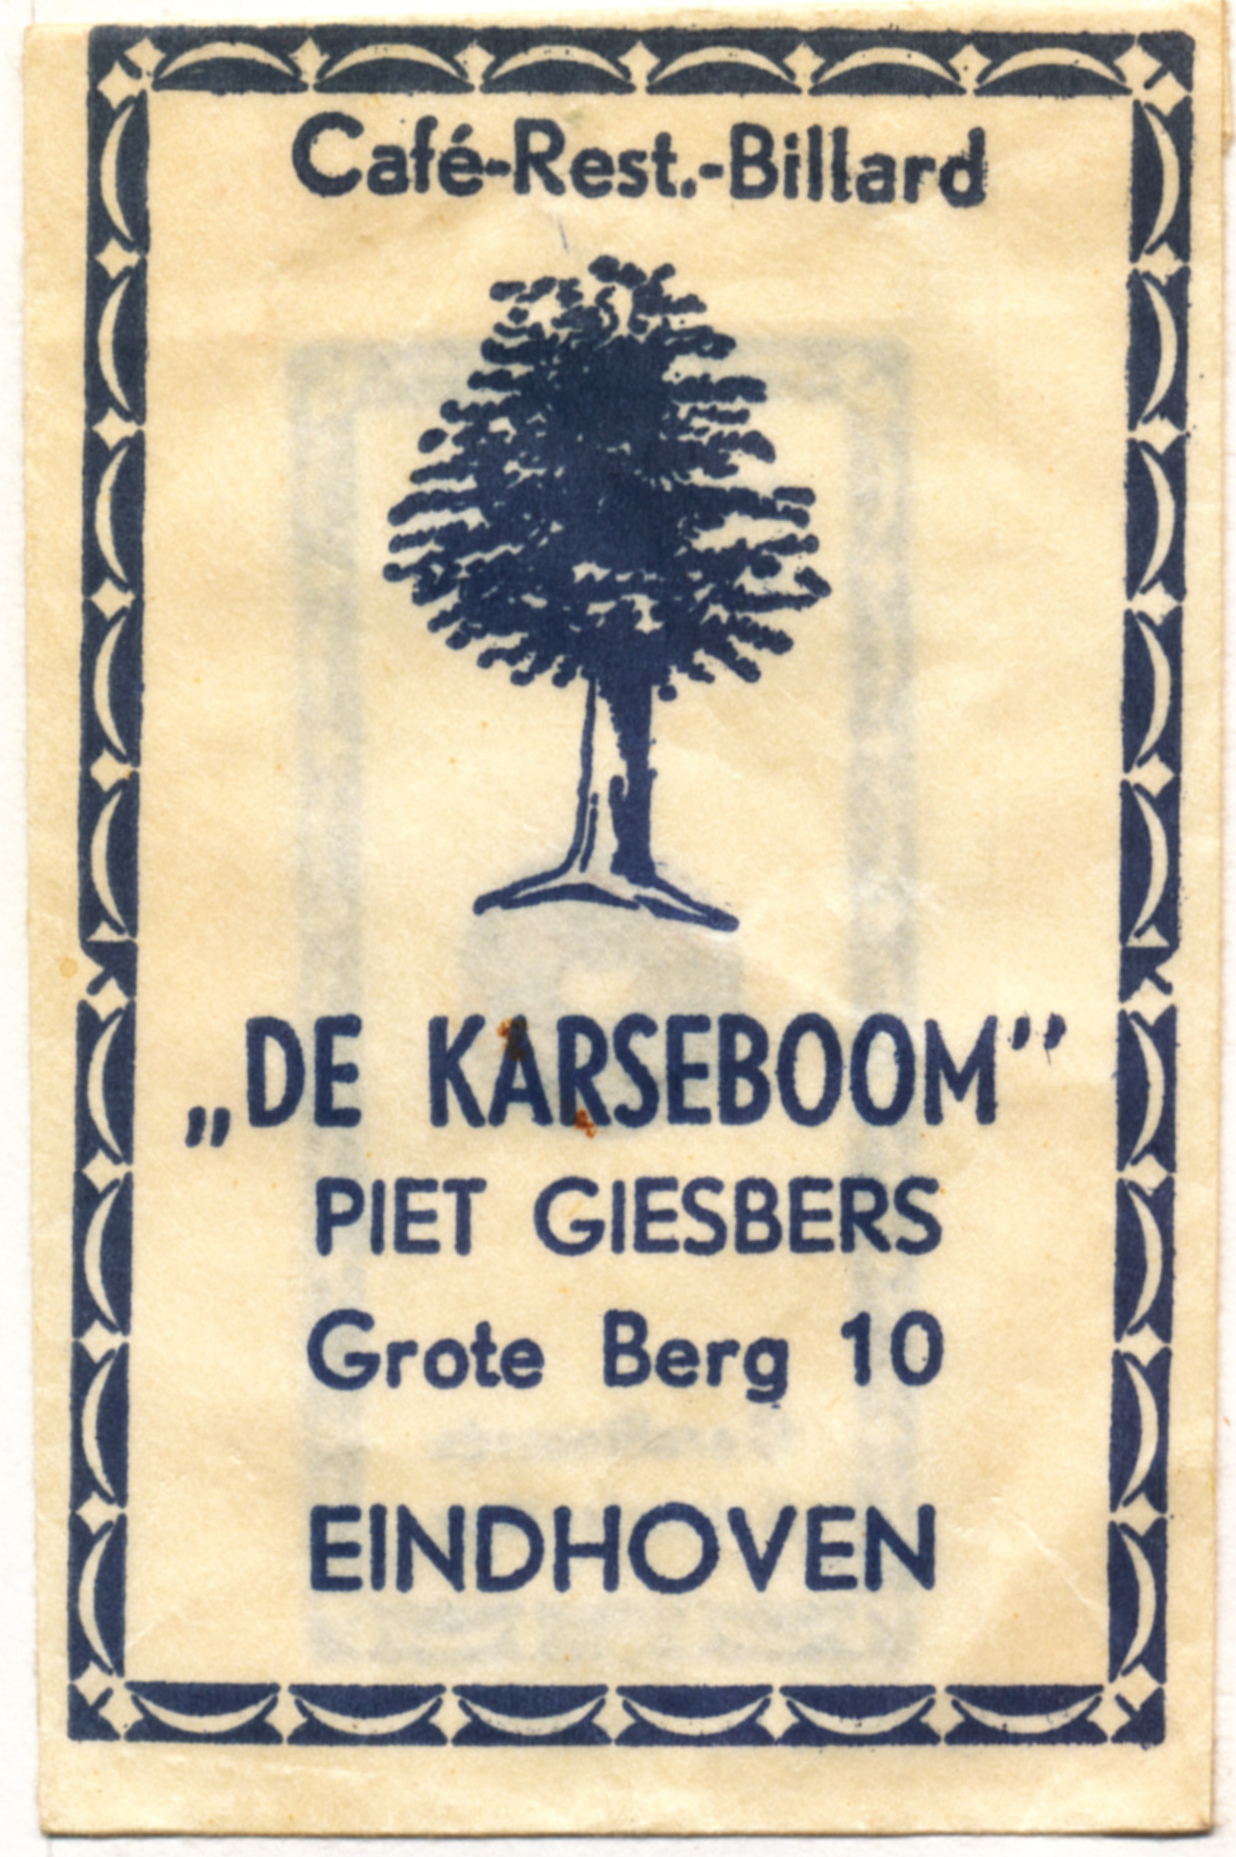 Café-Rest.-Billard
„DE KARSEBOOM”
PIET GIESBERS
Grote Berg 10
EINDHOVEN